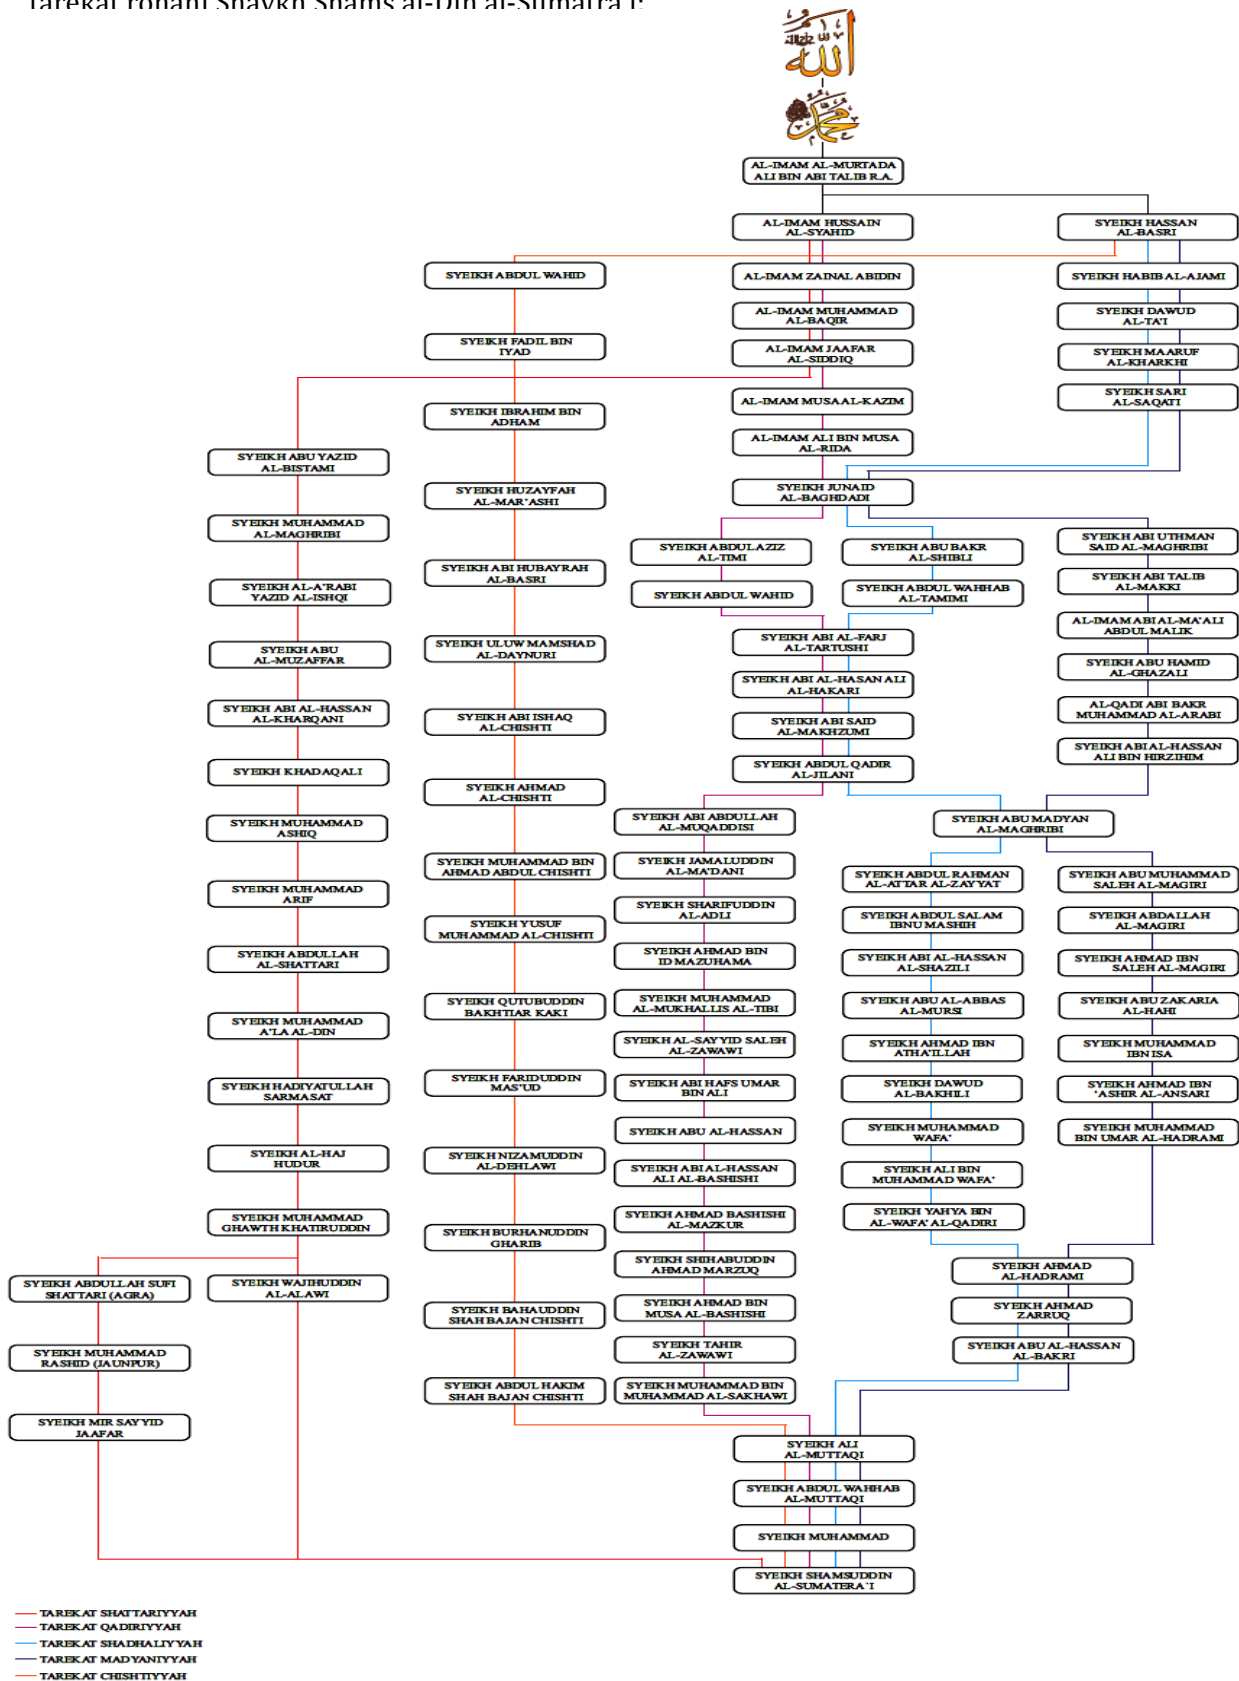 Tarekat rohani Shaykh Shams al-Din al-Sumatra'i:
الله
محمد
AL-IMAM AL-MURTADA
ALI BIN ABI TALIB R.A.
AL-IMAM HUSSAIN
AL-SYAHID
SYEIKH HASSAN
AL-BASRI
SYEIKH ABDUL WAHID
AL-IMAM ZAINAL ABIDIN
SYEIKH HABIB AL-AJAMI
AL-IMAM MUHAMMAD
AL-BAQIR
SYEIKH DAWUD
AL-TA'I
SYEIKH FADIL BIN
IYAD
AL-IMAM JAAFAR
AL-SIDDIQ
SYEIKH MAARUF
AL-KHARKHI
AL-IMAM MUSA AL-KAZIM
SYEIKH SARI
AL-SAQATI
SYEIKH IBRAHIM BIN
ADHAM
AL-IMAM ALI BIN MUSA
AL-RIDA
SYEIKH ABU YAZID
AL-BISTAMI
SYEIKH HUZAYFAH
AL-MAR'ASHI
SYEIKH JUNAID
AL-BAGHDADI
SYEIKH MUHAMMAD
AL-MAGHRIBI
SYEIKH ABDUL AZIZ
AL-TIMI
SYEIKH ABU BAKR
AL-SHIBLI
SYEIKH ABI UTHMAN
SAID AL-MAGHRIBI
SYEIKH ABI HUBAYRAH
AL-BASRI
SYEIKH ABI TALIB
AL-MAKKI
SYEIKH AL-A'RABI
YAZID AL-ISHQI
SYEIKH ABDUL WAHID
SYEIKH ABDUL WAHHAB
AL-TAMIMI
AL-IMAM ABI AL-MA'ALI
ABDUL MALIK
SYEIKH ABU
AL-MUZAFFAR
SYEIKH ULUW MAMSHAD
AL-DAYNURI
SYEIKH ABI AL-FARJ
AL-TARTUSHI
SYEIKH ABU HAMID
AL-GHAZALI
SYEIKH ABI AL-HASAN ALI
AL-HAKARI
SYEIKH ABI AL-HASSAN
AL-KHARQANI
SYEIKH ABI ISHAQ
AL-CHISHTI
SYEIKH ABI SAID
AL-MAKHZUMI
AL-QADI ABI BAKR
MUHAMMAD AL-ARABI
SYEIKH ABI AL-HASSAN
ALI BIN HIRZIHIM
SYEIKH KHADAQALI
SYEIKH ABDUL QADIR
AL-JILANI
SYEIKH AHMAD
AL-CHISHTI
SYEIKH MUHAMMAD
ASHIQ
SYEIKH ABI ABDULLAH
AL-MUQADDISI
SYEIKH ABU MADYAN
AL-MAGHRIBI
SYEIKH MUHAMMAD BIN
AHMAD ABDUL CHISHTI
SYEIKH JAMALUDDIN
AL-MA'DANI
SYEIKH ABDUL RAHMAN
AL-ATTAR AL-ZAYYAT
SYEIKH ABU MUHAMMAD
SALEH AL-MAGIRI
SYEIKH MUHAMMAD
ARIF
SYEIKH SHARIFUDDIN
AL-ADLI
SYEIKH ABDUL SALAM
IBNU MASHIH
SYEIKH ABDALLAH
AL-MAGIRI
SYEIKH YUSUF
MUHAMMAD AL-CHISHTI
SYEIKH ABDULLAH
AL-SHATTARI
SYEIKH AHMAD BIN
ID MAZUHAMA
SYEIKH ABI AL-HASSAN
AL-SHAZILI
SYEIKH AHMAD IBN
SALEH AL-MAGIRI
SYEIKH QUTUBUDDIN
BAKHTIAR KAKI
SYEIKH MUHAMMAD
AL-MUKHALLIS AL-TIBI
SYEIKH ABU AL-ABBAS
AL-MURSI
SYEIKH ABU ZAKARIA
AL-HAHI
SYEIKH MUHAMMAD
A'LA AL-DIN
SYEIKH AL-SAYYID SALEH
AL-ZAWAWI
SYEIKH AHMAD IBN
ATHA'ILLAH
SYEIKH MUHAMMAD
IBN ISA
SYEIKH HADIYATULLAH
SARMASAT
SYEIKH FARIDUDDIN
MAS'UD
SYEIKH ABI HAFS UMAR
BIN ALI
SYEIKH DAWUD
AL-BAKHILI
SYEIKH AHMAD IBN
'ASHIR AL-ANSARI
SYEIKH ABU AL-HASSAN
SYEIKH MUHAMMAD
WAFA'
SYEIKH MUHAMMAD
BIN UMAR AL-HADRAMI
SYEIKH AL-HAJ
HUDUR
SYEIKH NIZAMUDDIN
AL-DEHLAWI
SYEIKH ABI AL-HASSAN
ALI AL-BASHISHI
SYEIKH ALI BIN
MUHAMMAD WAFA'
SYEIKH MUHAMMAD
GHAWTH KHATIRUDDIN
SYEIKH BURHANUDDIN
GHARIB
SYEIKH AHMAD BASHISHI
AL-MAZKUR
SYEIKH YAHYA BIN
AL-WAFA' AL-QADIRI
SYEIKH ABDULLAH SUFI
SHATTARI (AGRA)
SYEIKH WAJIHUDDIN
AL-ALAWI
SYEIKH SHIHABUDDIN
AHMAD MARZUQ
SYEIKH AHMAD
AL-HADRAMI
SYEIKH BAHAUDDIN
SHAH BAJAN CHISHTI
SYEIKH AHMAD BIN
MUSA AL-BASHISHI
SYEIKH AHMAD
ZARRUQ
SYEIKH MUHAMMAD
RASHID (JAUNPUR)
SYEIKH TAHIR
AL-ZAWAWI
SYEIKH ABU AL-HASSAN
AL-BAKRI
SYEIKH ABDUL HAKIM
SHAH BAJAN CHISHTI
SYEIKH MUHAMMAD BIN
MUHAMMAD AL-SAKHAWI
SYEIKH MIR SAYYID
JAAFAR
SYEIKH ALI
AL-MUTTAQI
SYEIKH ABDUL WAHHAB
AL-MUTTAQI
SYEIKH MUHAMMAD
SYEIKH SHAMSUDDIN
AL-SUMATERA'I
TAREKAT SHATTARIYYAH
TAREKAT QADIRIYYAH
TAREKAT SHADHALIYYAH
TAREKAT MADYANIYYAH
TAREKAT CHISHTIYYAH